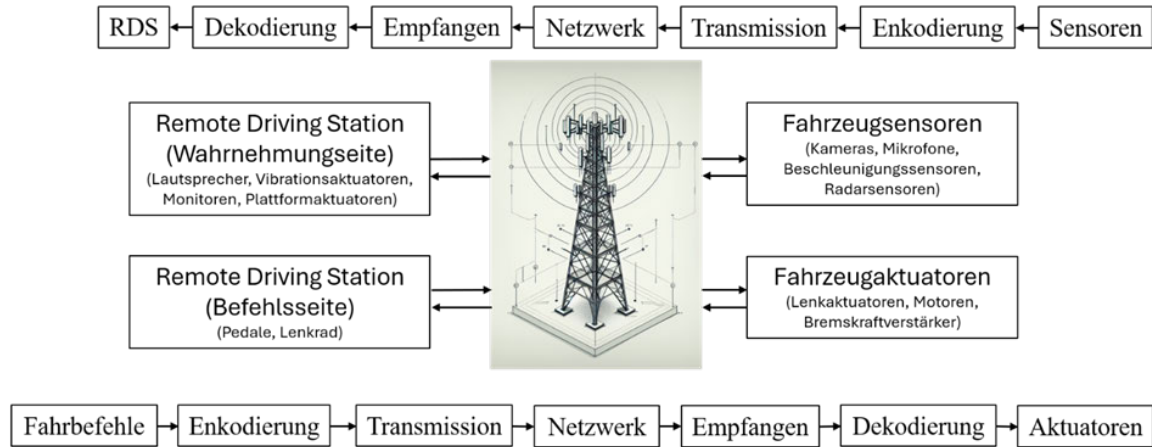 RDS Dekodierung Empfangen Netzwerk Transmission Enkodierung Sensoren
Remote Driving Station
(Wahrnehmungseite)
(Lautsprecher, Vibrationsaktuatoren,
Monitoren, Plattformaktuatoren)
Fahrzeugsensoren
(Kameras, Mikrofone,
Beschleunigungssensoren,
Radarsensoren)
Remote Driving Station
(Befehlsseite)
(Pedale, Lenkrad)
Fahrzeugaktuatoren
(Lenkaktuatoren, Motoren,
Bremskraftverstärker)
Fahrbefehle Enkodierung Transmission Netzwerk Empfangen Dekodierung Aktuatoren